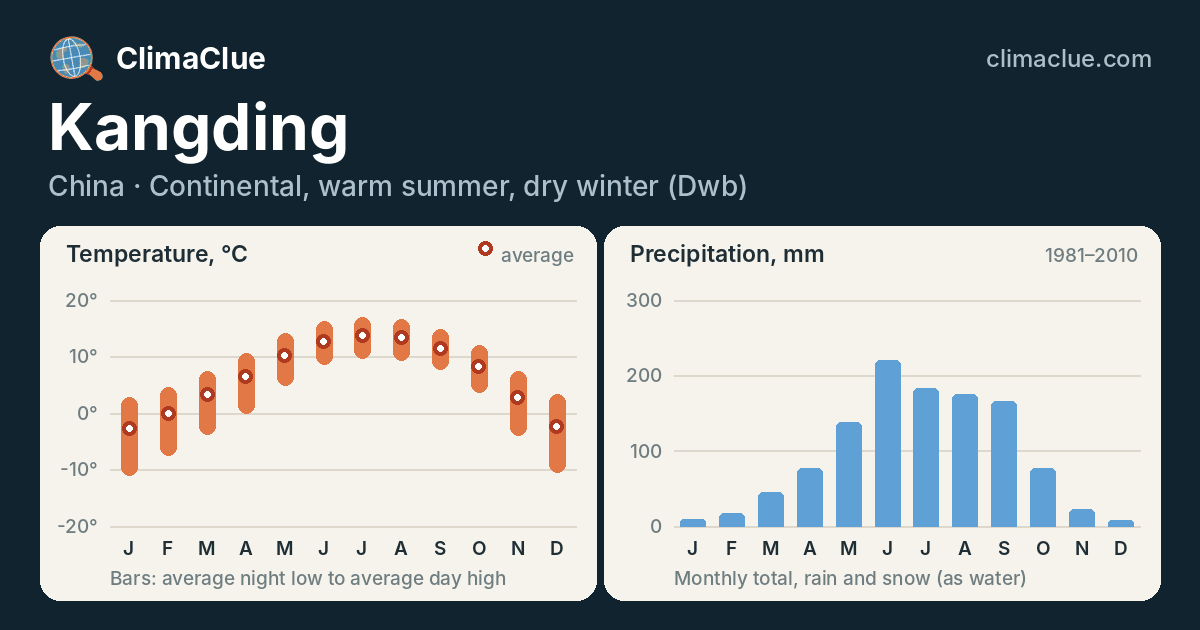 ClimaClue
climaclue.com
Kangding
China · Continental, warm summer, dry winter (Dwb)
Temperature, °C
average
20°
10°
0°
-10°
-20°
J F M A M J J A S O N D
Bars: average night low to average day high
Precipitation, mm
1981–2010
300
200
100
0
J F M A M J J A S O N D
Monthly total, rain and snow (as water)